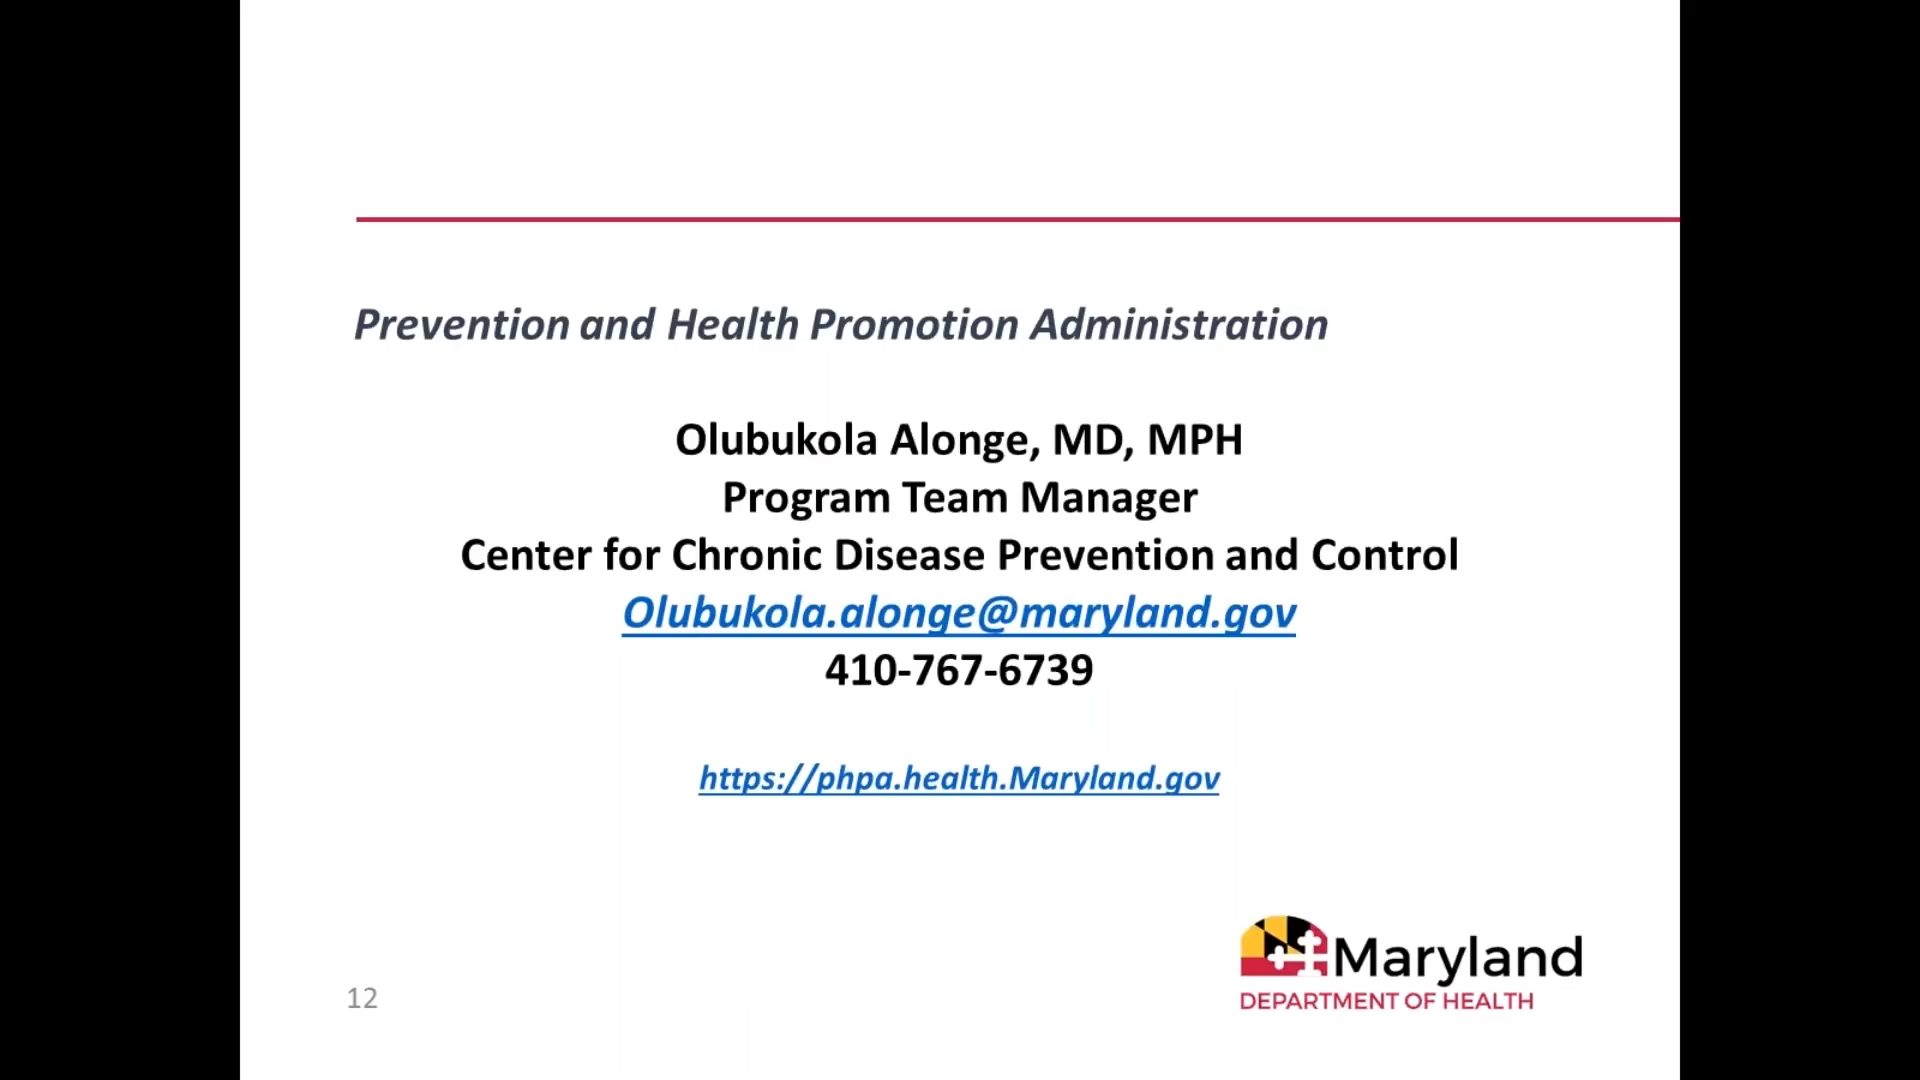 Prevention and Health Promotion Administration
Olubukola Alonge, MD, MPH
Program Team Manager
Center for Chronic Disease Prevention and Control
Olubukola.alonge@maryland.gov
410-767-6739
https://phpa.health.Maryland.gov
Maryland
DEPARTMENT OF HEALTH
12